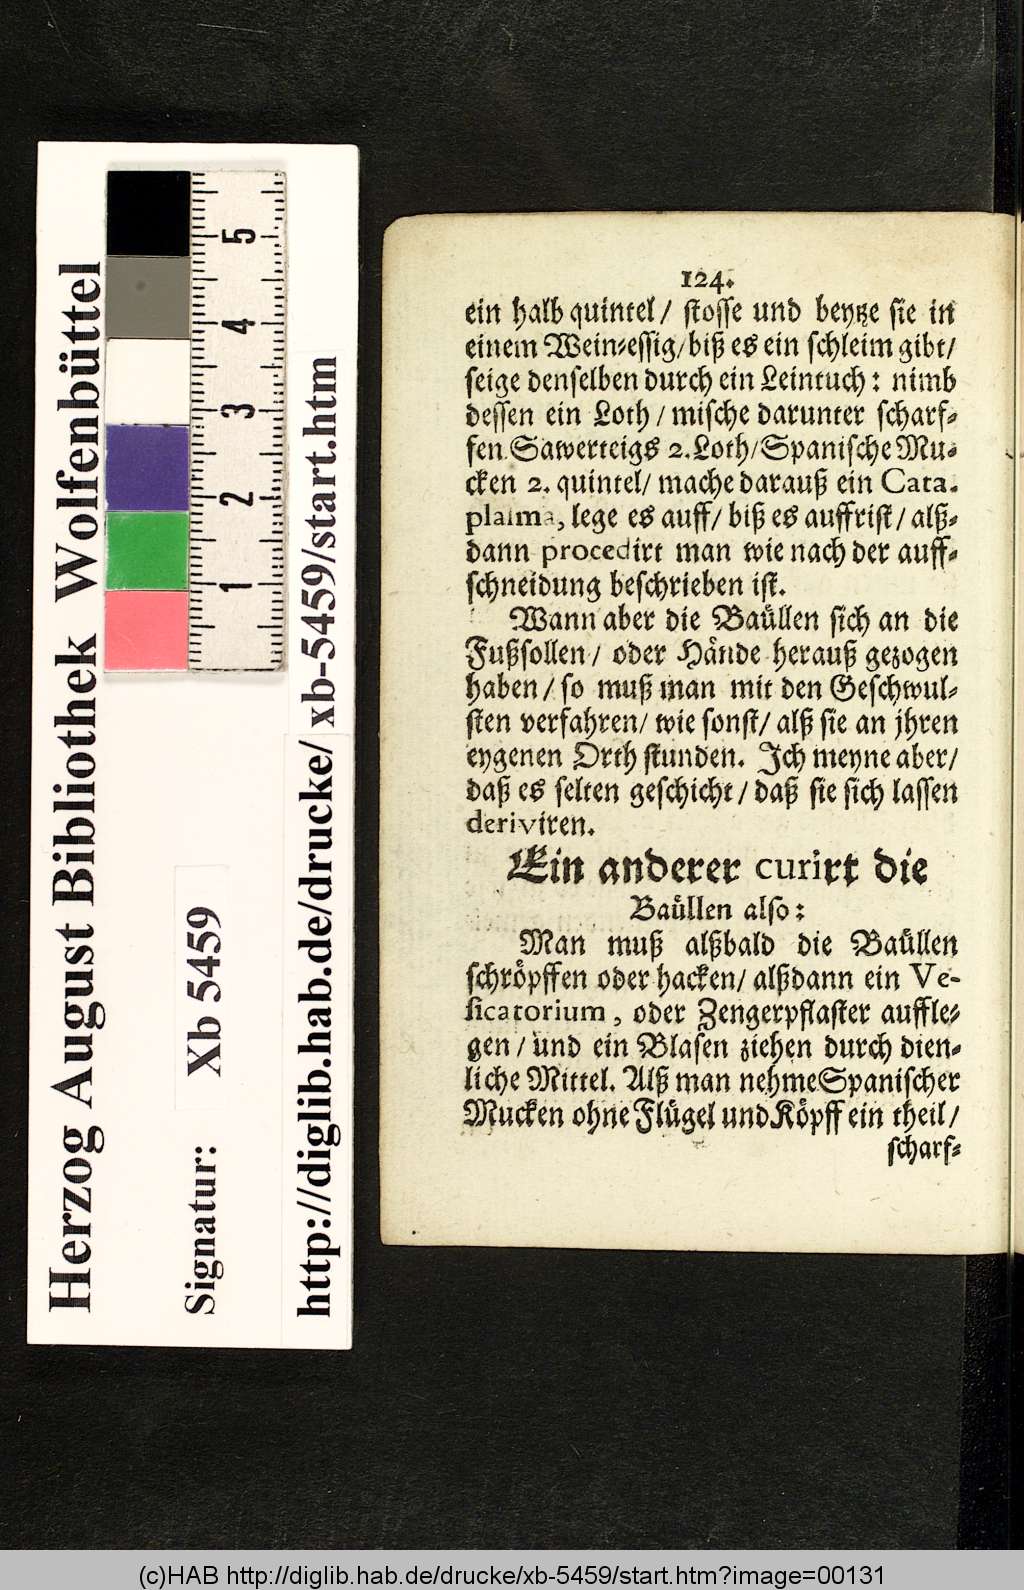 Herzog August Bibliothek Wolfenbüttel
Signatur: Xb 5459
http://diglib.hab.de/drucke/ xb-5459/start.htm
5
4
3
2
1
124.
ein halb quintel/ stosse und beytze sie in
einem Wein-essig/ biß es ein schleim gibt/
seige denselben durch ein Leintuch: nimb
dessen ein Loth/ mische darunter scharf-
fen Sawerteigs 2. Loth/ Spanische Mu-
cken 2. quintel/ mache darauß ein Cata-
plasma, lege es auff/ biß es auffrist/ alß-
dann procedirt man wie nach der auff-
schneidung beschrieben ist.
Wann aber die Baüllen sich an die
Fußsollen/ oder Hände herauß gezogen
haben/ so muß man mit den Geschwul-
sten verfahren/ wie sonst/ alß sie an jhren
eygenen Orth stunden. Ich meyne aber/
daß es selten geschicht/ daß sie sich lassen
deriviren.
Ein anderer curirt die
Baüllen also:
Man muß alßbald die Baüllen
schröpffen oder hacken/ alßdann ein Ve-
sicatorium, oder Zengerpflaster auffle-
gen/ und ein Blasen ziehen durch dien-
liche Mittel. Alß man nehme Spanischer
Mucken ohne Flügel und Köpff ein theil/
scharf-
(c)HAB http://diglib.hab.de/drucke/xb-5459/start.htm?image=00131